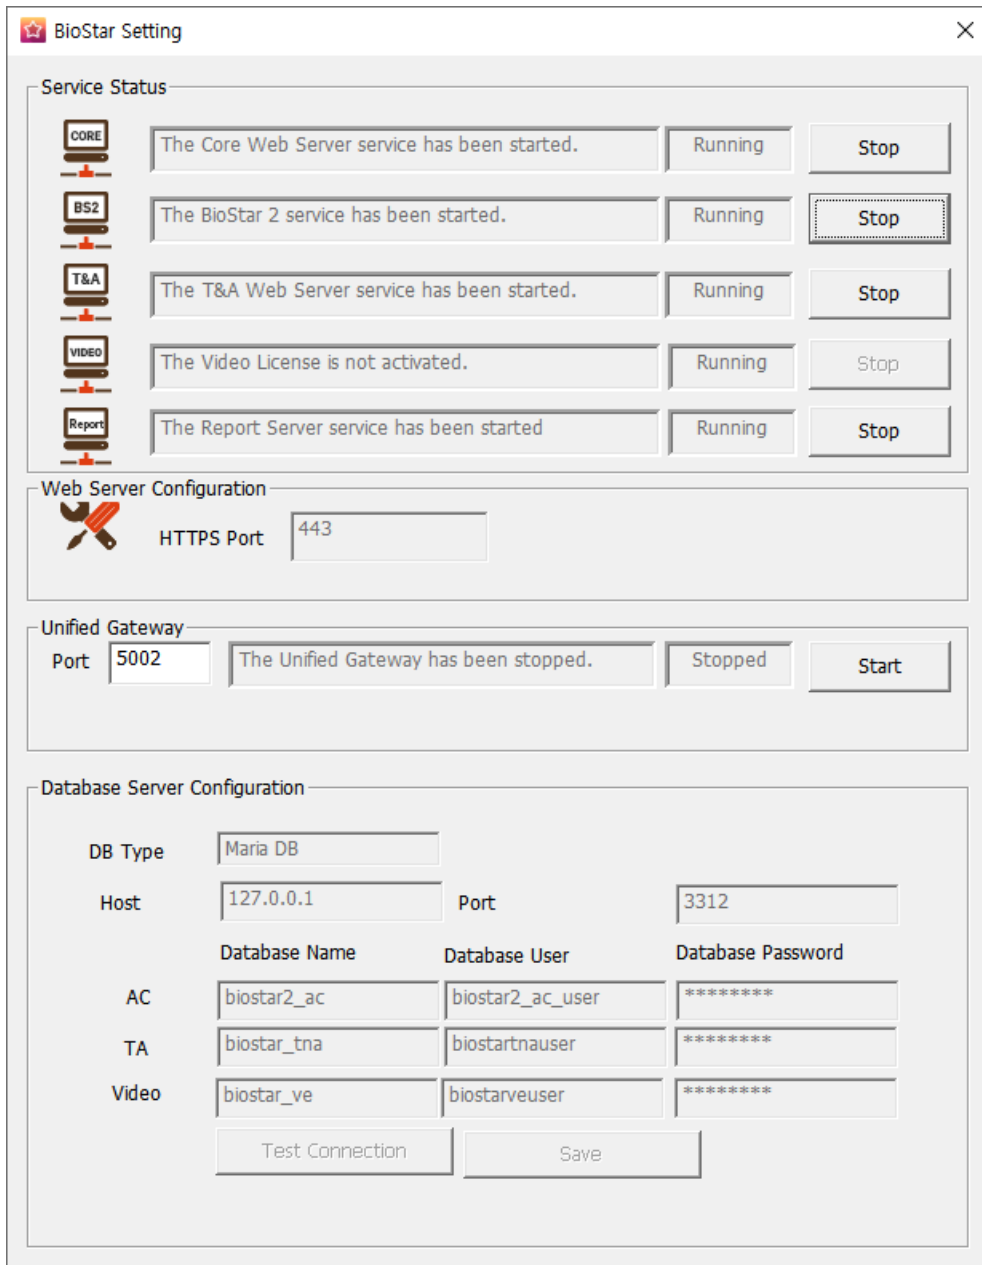 BioStar Setting
Service Status
CORE
The Core Web Server service has been started.
Running
Stop
BS2
The BioStar 2 service has been started.
Running
Stop
T&A
The T&A Web Server service has been started.
Running
Stop
VIDEO
The Video License is not activated.
Running
Stop
Report
The Report Server service has been started
Running
Stop
Web Server Configuration
HTTPS Port
443
Unified Gateway
Port
5002
The Unified Gateway has been stopped.
Stopped
Start
Database Server Configuration
DB Type
Maria DB
Host
127.0.0.1
Port
3312
Database Name
Database User
Database Password
AC
biostar2_ac
biostar2_ac_user
********
TA
biostar_tna
biostartnauser
********
Video
biostar_ve
biostarveuser
********
Test Connection
Save